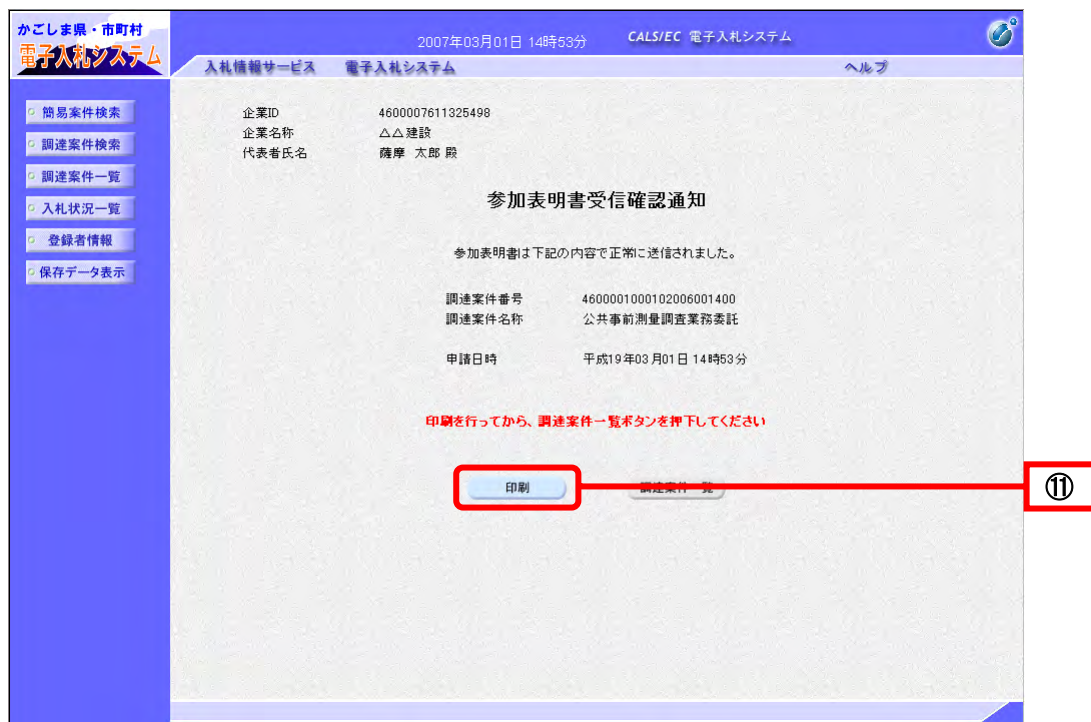 かごしま県・市町村
電子入札システム
2007年03月01日 14時53分
CALS/EC 電子入札システム
入札情報サービス
電子入札システム
ヘルプ
簡易案件検索
調達案件検索
調達案件一覧
入札状況一覧
登録者情報
保存データ表示
企業ID 4600007611325498
企業名称 △△建設
代表者氏名 薩摩 太郎 殿
参加表明書受信確認通知
参加表明書は下記の内容で正常に送信されました。
調達案件番号 4600001000102006001400
調達案件名称 公共事前測量調査業務委託
申請日時 平成19年03月01日 14時53分
印刷を行ってから、調達案件一覧ボタンを押下してください
印刷
調達案件一覧
⑪